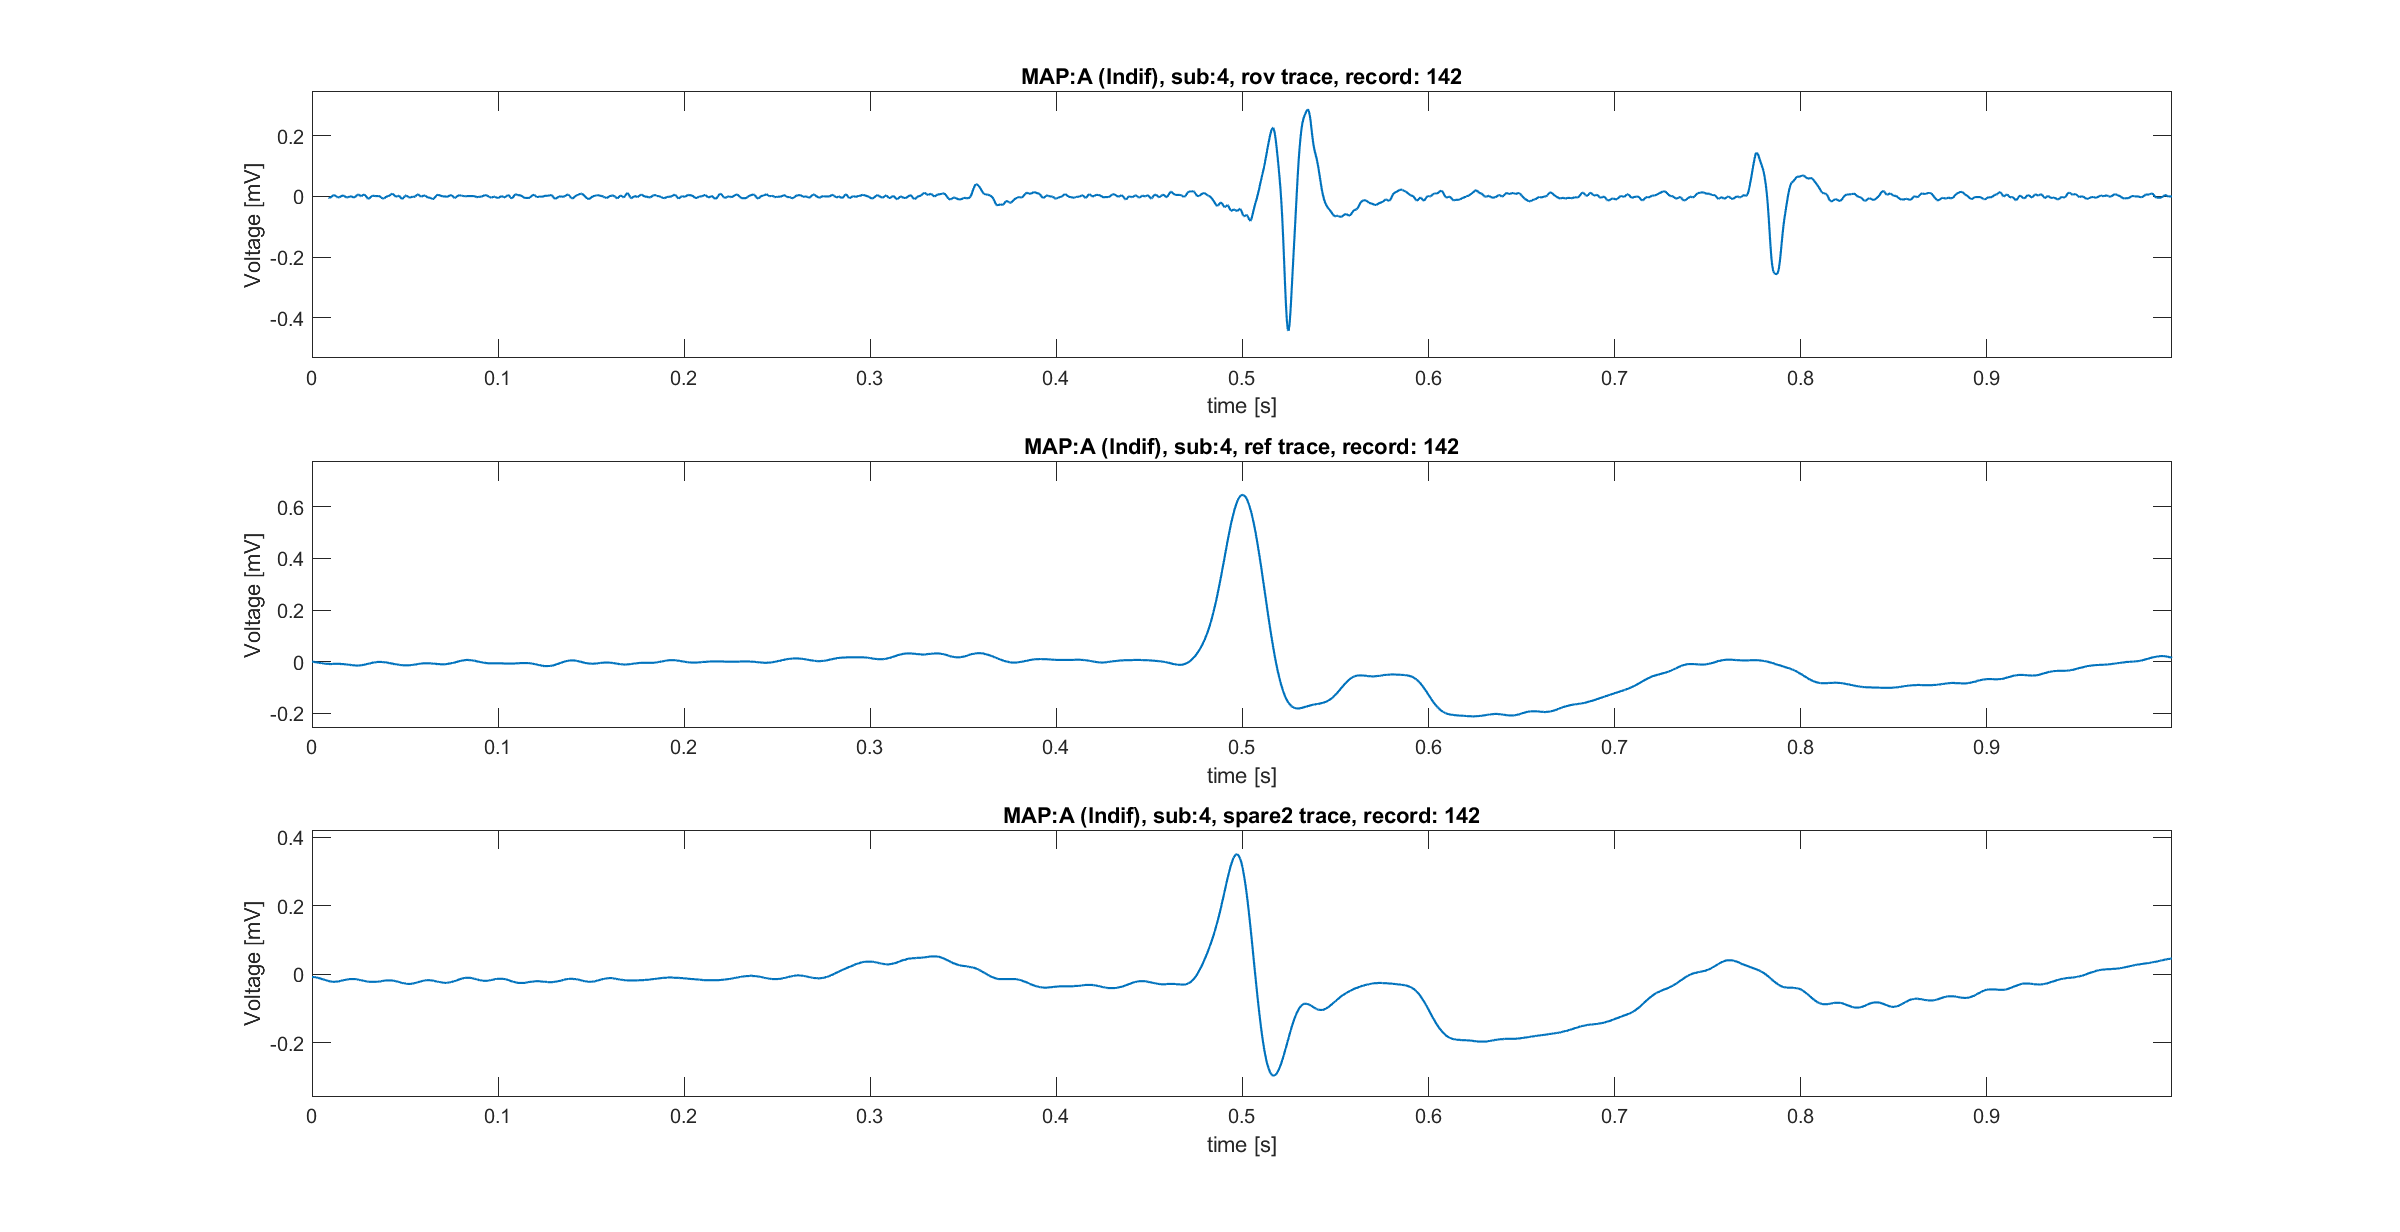 MAP:A (Indif), sub:4, rov trace, record: 142
Voltage [mV]
0.2
0
-0.2
-0.4
0 0.1 0.2 0.3 0.4 0.5 0.6 0.7 0.8 0.9
time [s]
MAP:A (Indif), sub:4, ref trace, record: 142
Voltage [mV]
0.6
0.4
0.2
0
-0.2
0 0.1 0.2 0.3 0.4 0.5 0.6 0.7 0.8 0.9
time [s]
MAP:A (Indif), sub:4, spare2 trace, record: 142
Voltage [mV]
0.4
0.2
0
-0.2
0 0.1 0.2 0.3 0.4 0.5 0.6 0.7 0.8 0.9
time [s]